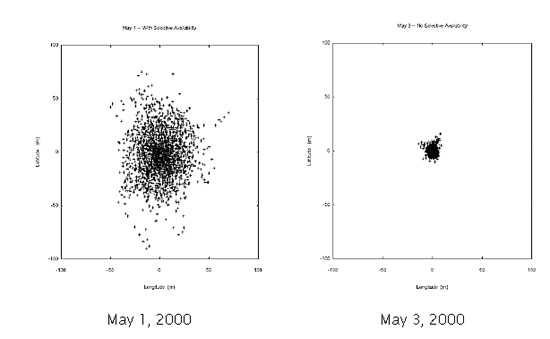 May 1 -- With Selective Availability
100
50
0
-50
-100
-100 -50 0 50 100
Latitude (m)
Longitude (m)
May 1, 2000
May 3 -- No Selective Availability
100
50
0
-50
-100
-100 -50 0 50 100
Latitude (m)
Longitude (m)
May 3, 2000